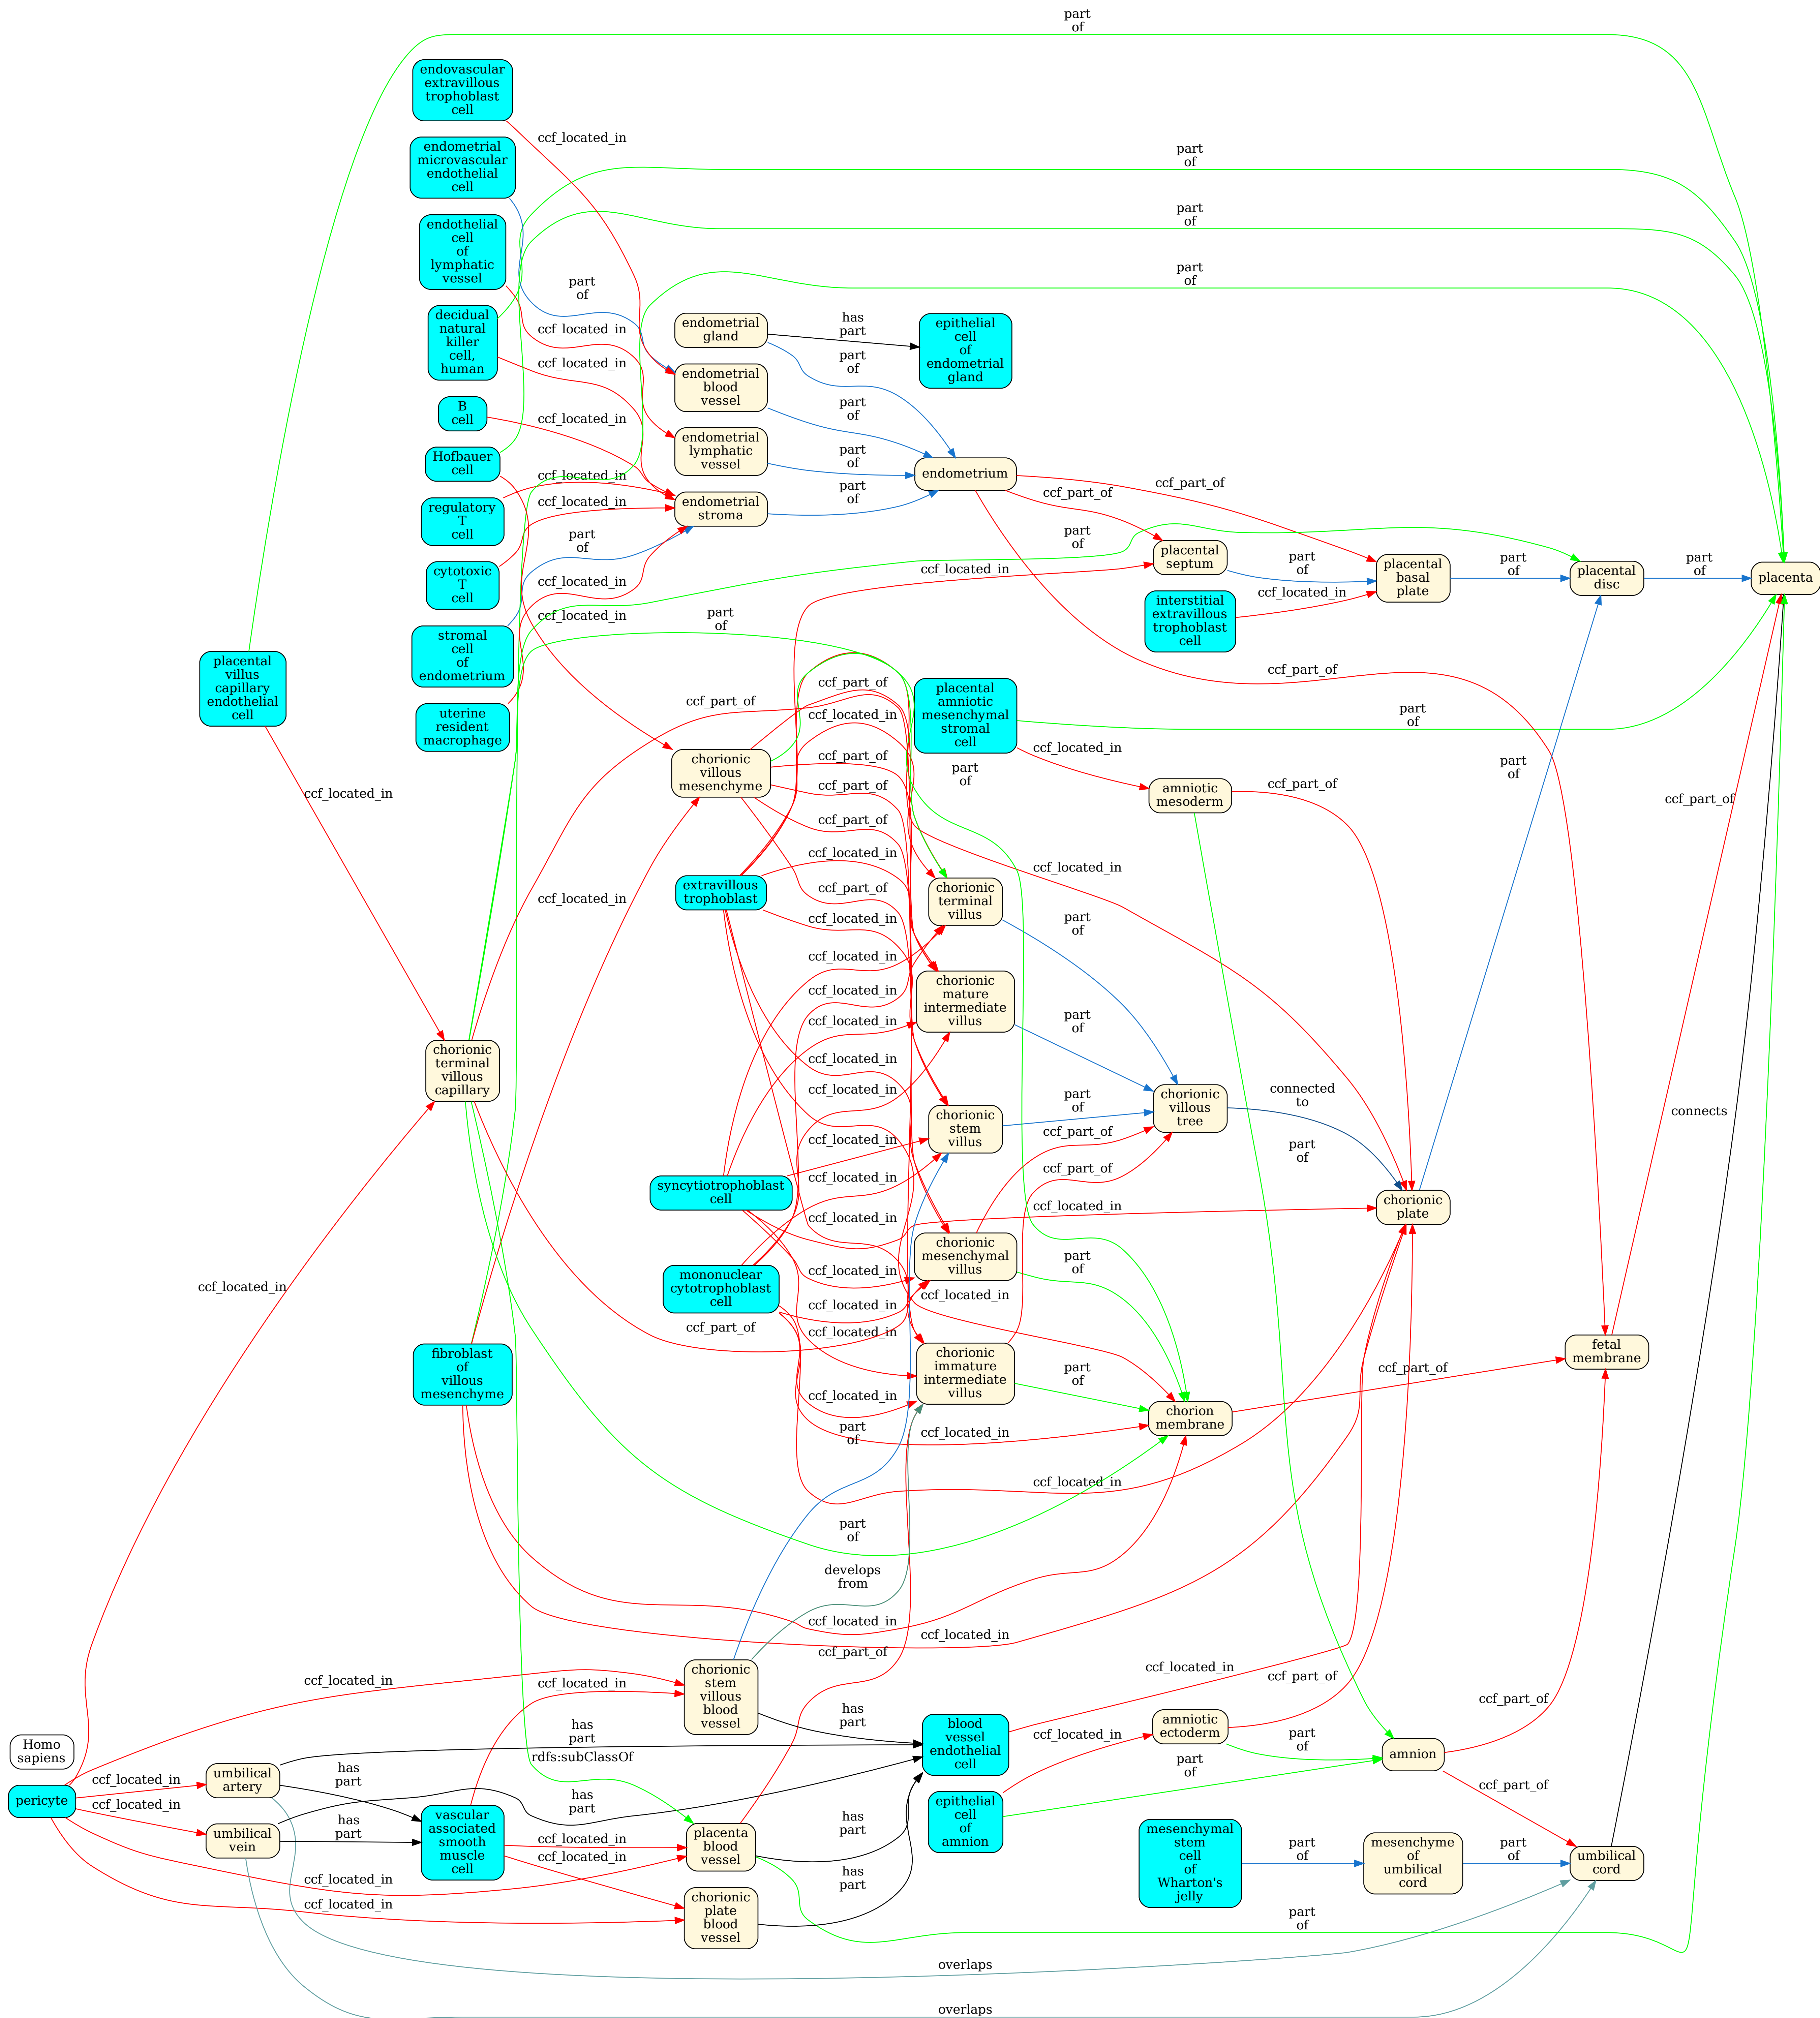 part
of
endovascular
extravillous
trophoblast
cell
ccf_located_in
endometrial
microvascular
endothelial
cell
part
of
endothelial
cell
of
lymphatic
vessel
part
of
part
of
part
of
decidual
natural
killer
cell,
human
ccf_located_in
ccf_located_in
endometrial
gland
has
part
epithelial
cell
of
endometrial
gland
part
of
endometrial
blood
vessel
part
of
B
cell
ccf_located_in
endometrial
lymphatic
vessel
part
of
Hofbauer
cell
ccf_located_in
endometrium
ccf_part_of
ccf_part_of
regulatory
T
cell
ccf_located_in
endometrial
stroma
part
of
cytotoxic
T
cell
part
of
part
of
placental
septum
part
of
placental
basal
plate
part
of
placental
disc
part
of
placenta
ccf_located_in
ccf_located_in
ccf_located_in
interstitial
extravillous
trophoblast
cell
ccf_located_in
stromal
cell
of
endometrium
part
of
placental
villus
capillary
endothelial
cell
uterine
resident
macrophage
ccf_part_of
ccf_part_of
ccf_located_in
placental
amniotic
mesenchymal
stromal
cell
part
of
ccf_part_of
ccf_located_in
chorionic
villous
mesenchyme
ccf_part_of
ccf_part_of
part
of
amniotic
mesoderm
ccf_part_of
part
of
ccf_part_of
ccf_located_in
ccf_part_of
ccf_located_in
ccf_located_in
extravillous
trophoblast
ccf_part_of
ccf_located_in
ccf_located_in
chorionic
terminal
villus
part
of
ccf_located_in
ccf_located_in
chorionic
mature
intermediate
villus
part
of
ccf_located_in
chorionic
terminal
villous
capillary
ccf_located_in
ccf_located_in
chorionic
stem
villus
part
of
chorionic
villous
tree
connected
to
connects
ccf_located_in
ccf_part_of
part
of
syncytiotrophoblast
cell
ccf_located_in
ccf_part_of
chorionic
plate
ccf_located_in
ccf_located_in
chorionic
mesenchymal
villus
part
of
ccf_located_in
mononuclear
cytotrophoblast
cell
ccf_located_in
ccf_located_in
ccf_located_in
ccf_part_of
ccf_located_in
fibroblast
of
villous
mesenchyme
chorionic
immature
intermediate
villus
part
of
fetal
membrane
ccf_part_of
ccf_located_in
chorion
membrane
part
of
ccf_located_in
ccf_located_in
part
of
develops
from
ccf_located_in
ccf_located_in
ccf_part_of
ccf_located_in
ccf_located_in
chorionic
stem
villous
blood
vessel
has
part
ccf_located_in
ccf_part_of
ccf_part_of
Homo
sapiens
has
part
rdfs:subClassOf
blood
vessel
endothelial
cell
ccf_located_in
amniotic
ectoderm
part
of
amnion
pericyte
ccf_located_in
umbilical
artery
has
part
part
of
ccf_part_of
ccf_located_in
has
part
epithelial
cell
of
amnion
umbilical
vein
has
part
vascular
associated
smooth
muscle
cell
ccf_located_in
ccf_located_in
placenta
blood
vessel
has
part
mesenchymal
stem
cell
of
Wharton's
jelly
part
of
mesenchyme
of
umbilical
cord
part
of
umbilical
cord
ccf_located_in
ccf_located_in
chorionic
plate
blood
vessel
has
part
part
of
overlaps
overlaps